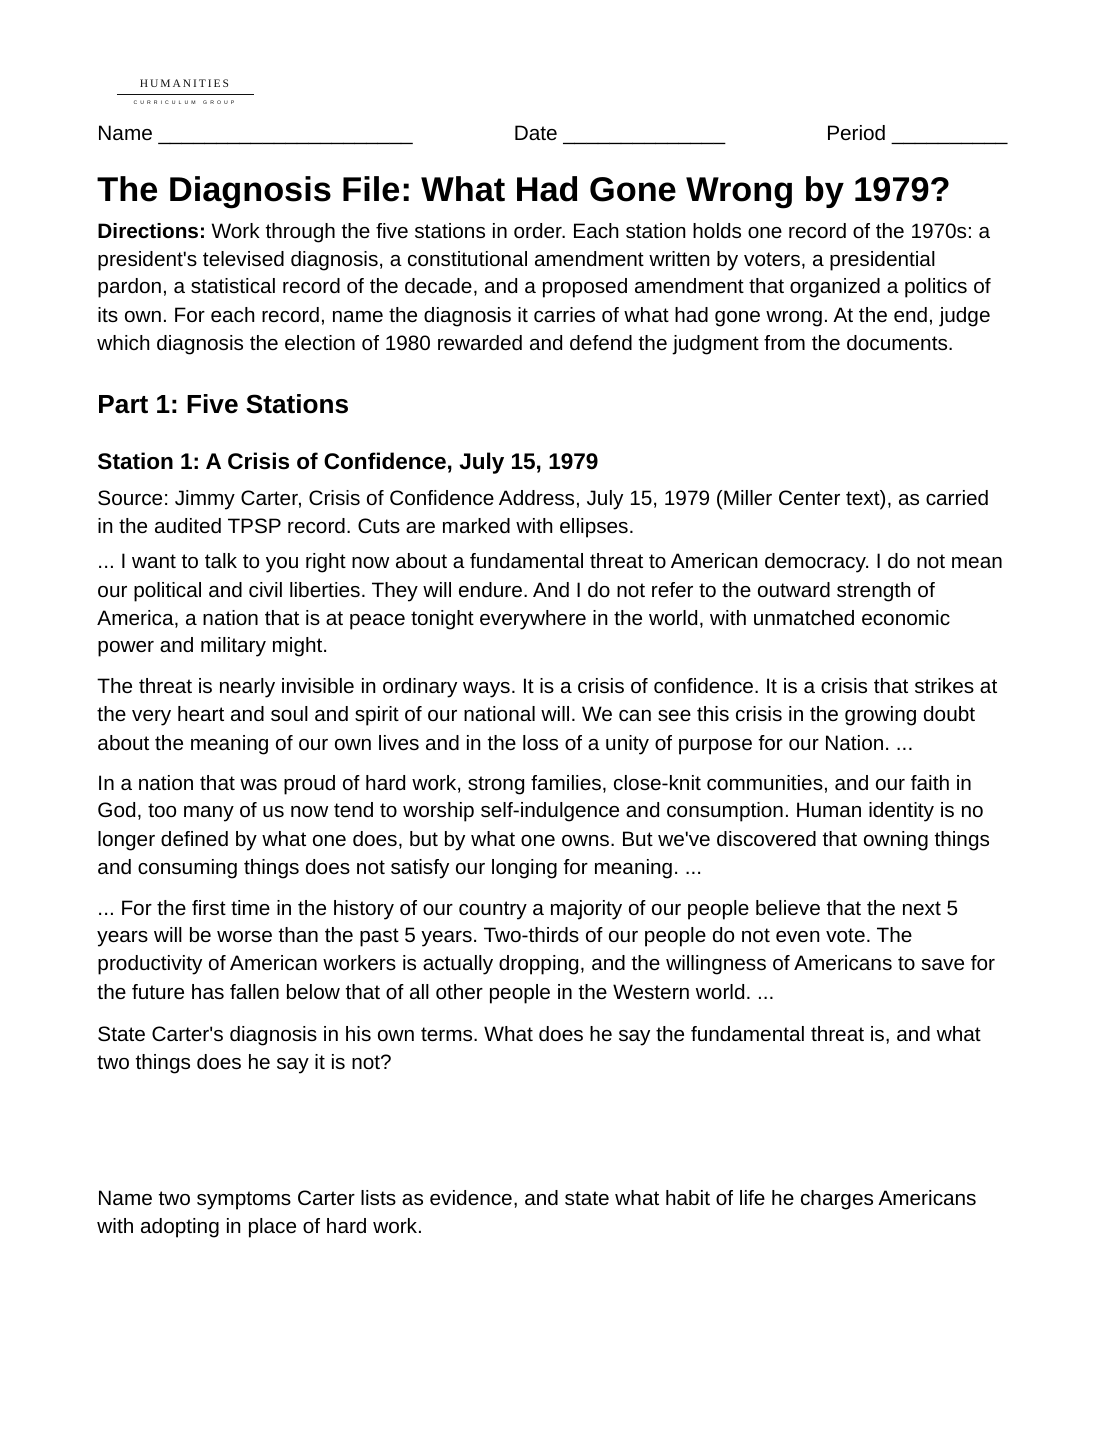 HUMANITIES
CURRICULUM GROUP
Name ______________________ Date ______________ Period __________
The Diagnosis File: What Had Gone Wrong by 1979?
Directions: Work through the five stations in order. Each station holds one record of the 1970s: a
president's televised diagnosis, a constitutional amendment written by voters, a presidential
pardon, a statistical record of the decade, and a proposed amendment that organized a politics of
its own. For each record, name the diagnosis it carries of what had gone wrong. At the end, judge
which diagnosis the election of 1980 rewarded and defend the judgment from the documents.
Part 1: Five Stations
Station 1: A Crisis of Confidence, July 15, 1979
Source: Jimmy Carter, Crisis of Confidence Address, July 15, 1979 (Miller Center text), as carried
in the audited TPSP record. Cuts are marked with ellipses.
... I want to talk to you right now about a fundamental threat to American democracy. I do not mean
our political and civil liberties. They will endure. And I do not refer to the outward strength of
America, a nation that is at peace tonight everywhere in the world, with unmatched economic
power and military might.
The threat is nearly invisible in ordinary ways. It is a crisis of confidence. It is a crisis that strikes at
the very heart and soul and spirit of our national will. We can see this crisis in the growing doubt
about the meaning of our own lives and in the loss of a unity of purpose for our Nation. ...
In a nation that was proud of hard work, strong families, close-knit communities, and our faith in
God, too many of us now tend to worship self-indulgence and consumption. Human identity is no
longer defined by what one does, but by what one owns. But we've discovered that owning things
and consuming things does not satisfy our longing for meaning. ...
... For the first time in the history of our country a majority of our people believe that the next 5
years will be worse than the past 5 years. Two-thirds of our people do not even vote. The
productivity of American workers is actually dropping, and the willingness of Americans to save for
the future has fallen below that of all other people in the Western world. ...
State Carter's diagnosis in his own terms. What does he say the fundamental threat is, and what
two things does he say it is not?
Name two symptoms Carter lists as evidence, and state what habit of life he charges Americans
with adopting in place of hard work.